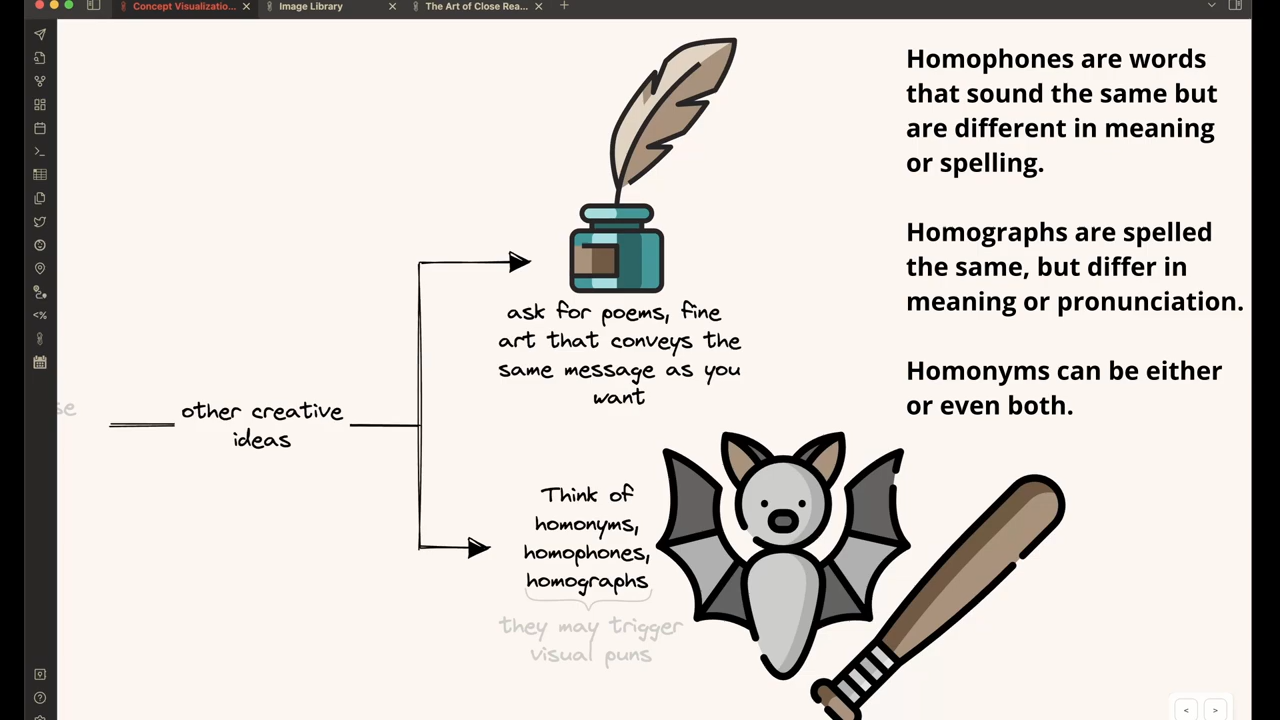 Concept Visualizatio...
Image Library
The Art of Close Rea...
Homophones are words
that sound the same but
are different in meaning
or spelling.
Homographs are spelled
the same, but differ in
meaning or pronunciation.
Homonyms can be either
or even both.
ask for poems, fine
art that conveys the
same message as you
want
other creative
ideas
Think of
homonyms,
homophones,
homographs
they may trigger
visual puns